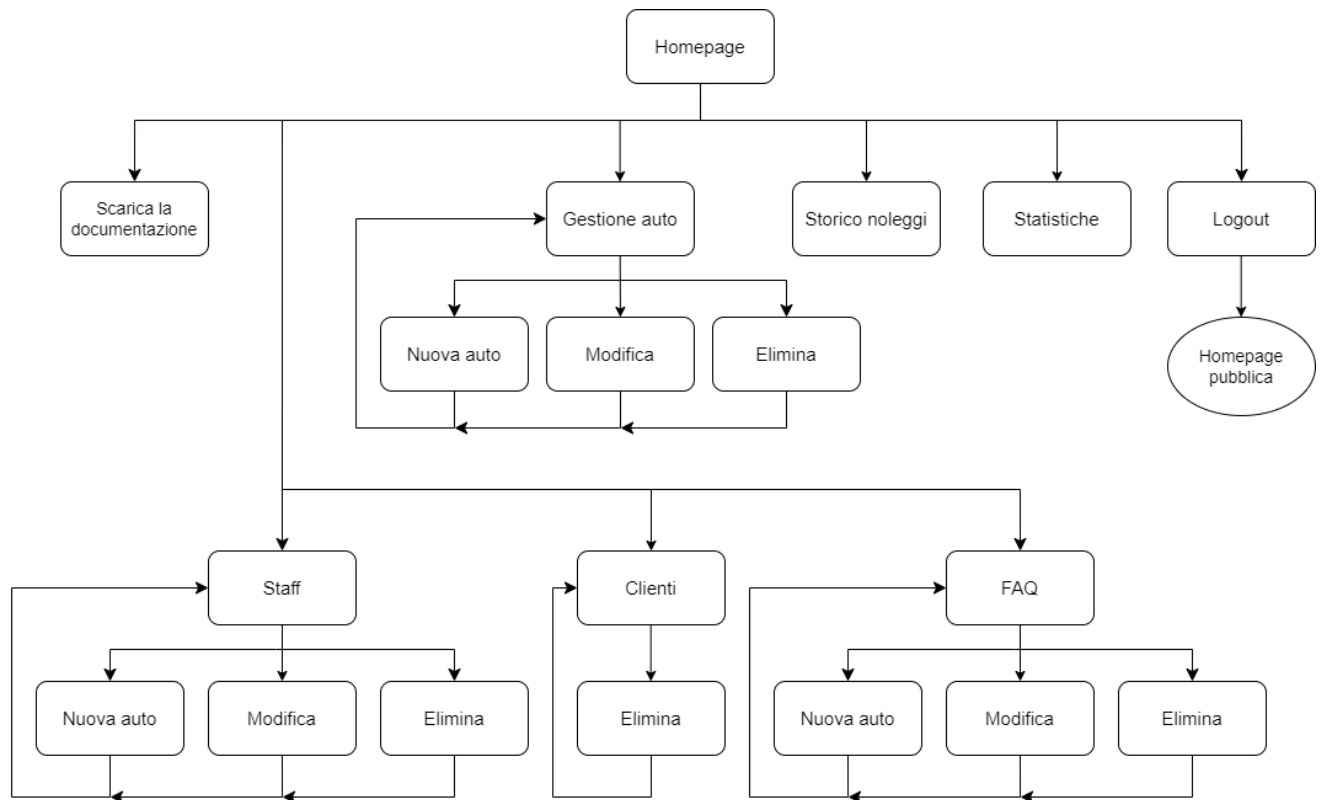 Homepage
Scarica la
documentazione
Gestione auto
Storico noleggi
Statistiche
Logout
Nuova auto
Modifica
Elimina
Homepage
pubblica
Staff
Clienti
FAQ
Nuova auto
Modifica
Elimina
Elimina
Nuova auto
Modifica
Elimina